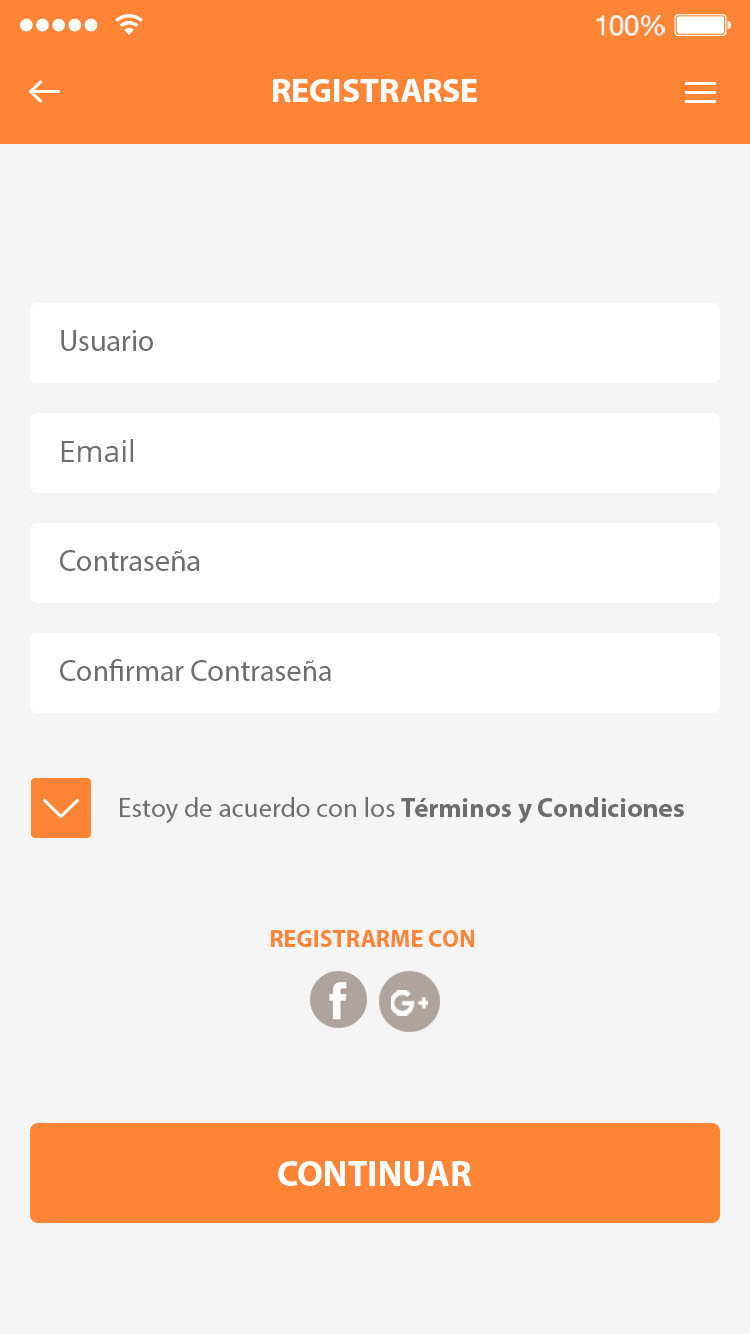 100%
REGISTRARSE
Usuario
Email
Contraseña
Confirmar Contraseña
Estoy de acuerdo con los Términos y Condiciones
REGISTRARME CON
f G+
CONTINUAR